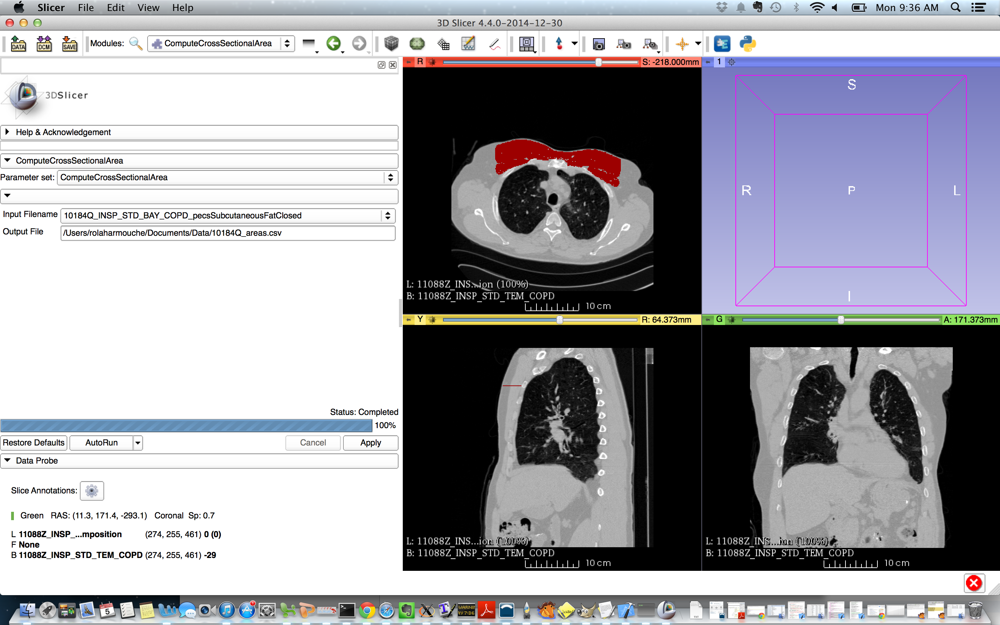 Slicer File Edit View Help Mon 9:36 AM
3D Slicer 4.4.0-2014-12-30
DATA DCM SAVE Modules: ComputeCrossSectionalArea
3DSlicer
Help & Acknowledgement
ComputeCrossSectionalArea
Parameter set: ComputeCrossSectionalArea
Input Filename 10184Q_INSP_STD_BAY_COPD_pecsSubcutaneousFatClosed
Output File /Users/rolaharmouche/Documents/Data/10184Q_areas.csv
Status: Completed
100%
Restore Defaults AutoRun Cancel Apply
Data Probe
Slice Annotations:
Green RAS: (11.3, 171.4, -293.1) Coronal Sp: 0.7
L 11088Z_INSP_...mposition (274, 255, 461) 0 (0)
F None
B 11088Z_INSP_STD_TEM_COPD (274, 255, 461) -29
R S: -218.000mm
L: 11088Z_INS...ion (100%)
B: 11088Z_INSP_STD_TEM_COPD
10 cm
1
S
R P L
I
Y R: 64.373mm
L: 11088Z_INS...ion (100%)
B: 11088Z_INSP_STD_TEM_COPD
10 cm
G A: 171.373mm
L: 11088Z_INS...ion (100%)
B: 11088Z_INSP_STD_TEM_COPD
10 cm
JAN
5
TXT